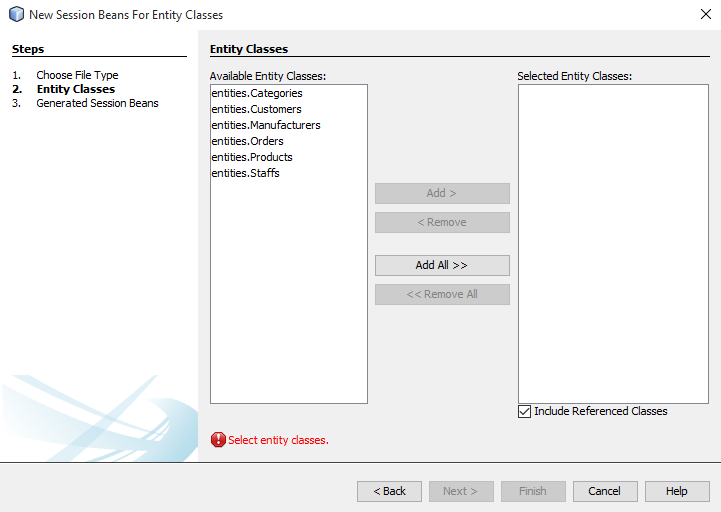 New Session Beans For Entity Classes
Steps
1. Choose File Type
2. Entity Classes
3. Generated Session Beans
Entity Classes
Available Entity Classes:
entities.Categories
entities.Customers
entities.Manufacturers
entities.Orders
entities.Products
entities.Staffs
Add >
< Remove
Add All >>
<< Remove All
Selected Entity Classes:
Include Referenced Classes
Select entity classes.
< Back
Next >
Finish
Cancel
Help